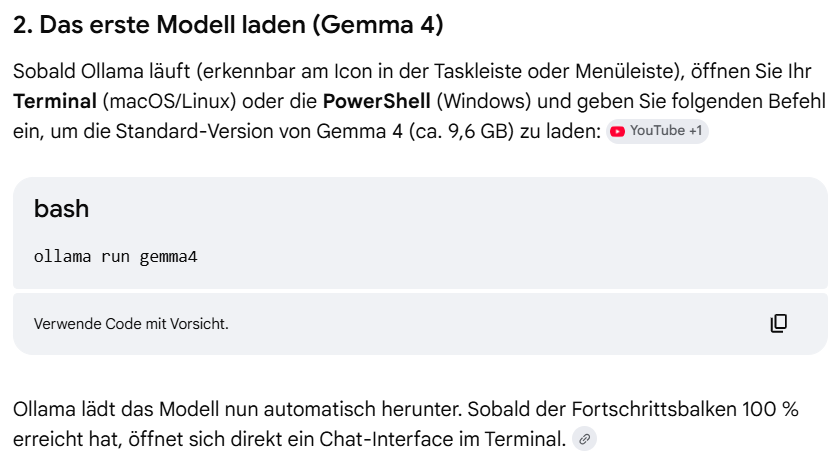 2. Das erste Modell laden (Gemma 4)
Sobald Ollama läuft (erkennbar am Icon in der Taskleiste oder Menüleiste), öffnen Sie Ihr
Terminal (macOS/Linux) oder die PowerShell (Windows) und geben Sie folgenden Befehl
ein, um die Standard-Version von Gemma 4 (ca. 9,6 GB) zu laden: YouTube +1
bash
ollama run gemma4
Verwende Code mit Vorsicht.
Ollama lädt das Modell nun automatisch herunter. Sobald der Fortschrittsbalken 100 %
erreicht hat, öffnet sich direkt ein Chat-Interface im Terminal.